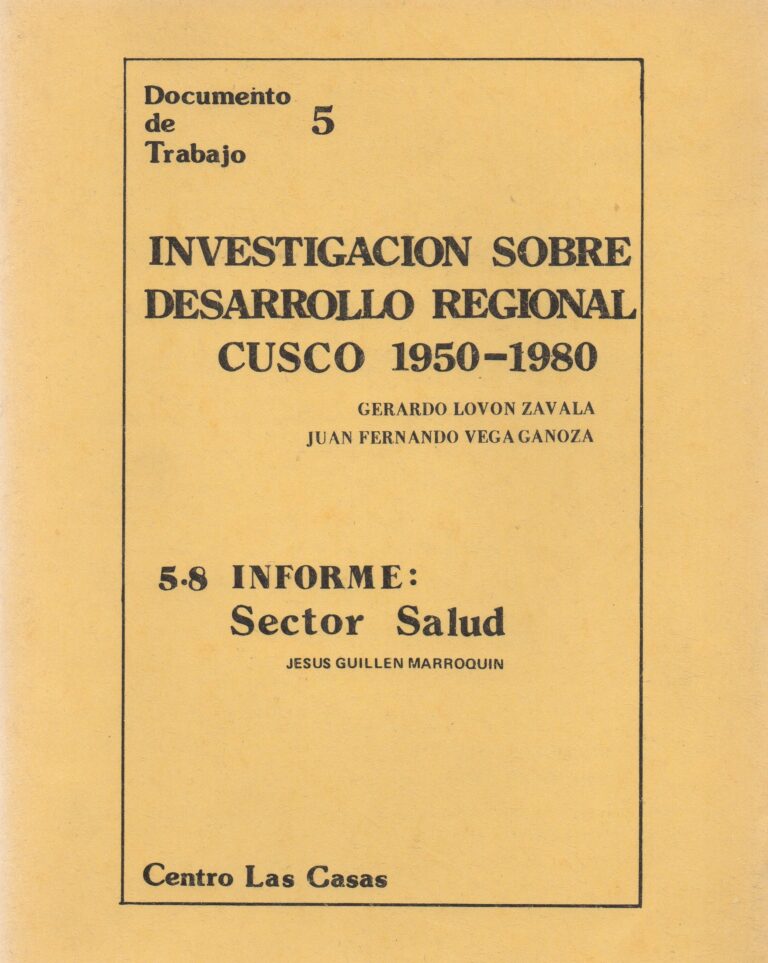 Documento
de 5
Trabajo
INVESTIGACION SOBRE
DESARROLLO REGIONAL
CUSCO 1950-1980
GERARDO LOVON ZAVALA
JUAN FERNANDO VEGA GANOZA
5.8 INFORME:
Sector Salud
JESUS GUILLEN MARROQUIN
Centro Las Casas